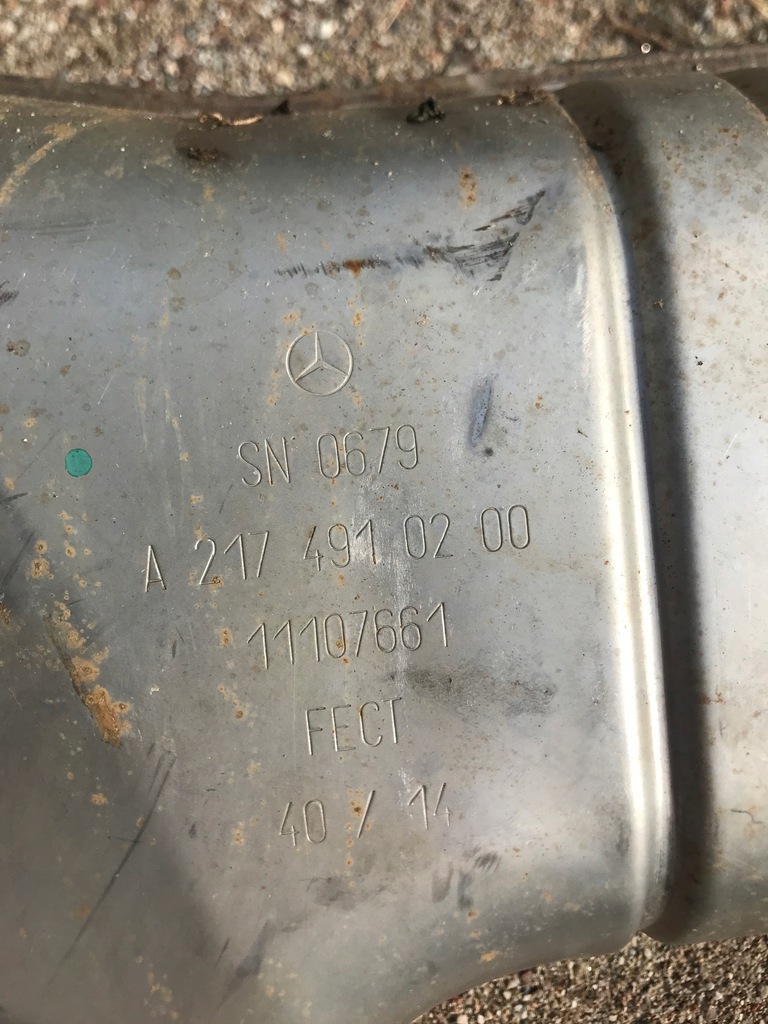 SN 0679
A 217 491 02 00
11107661
FECT
40 / 14